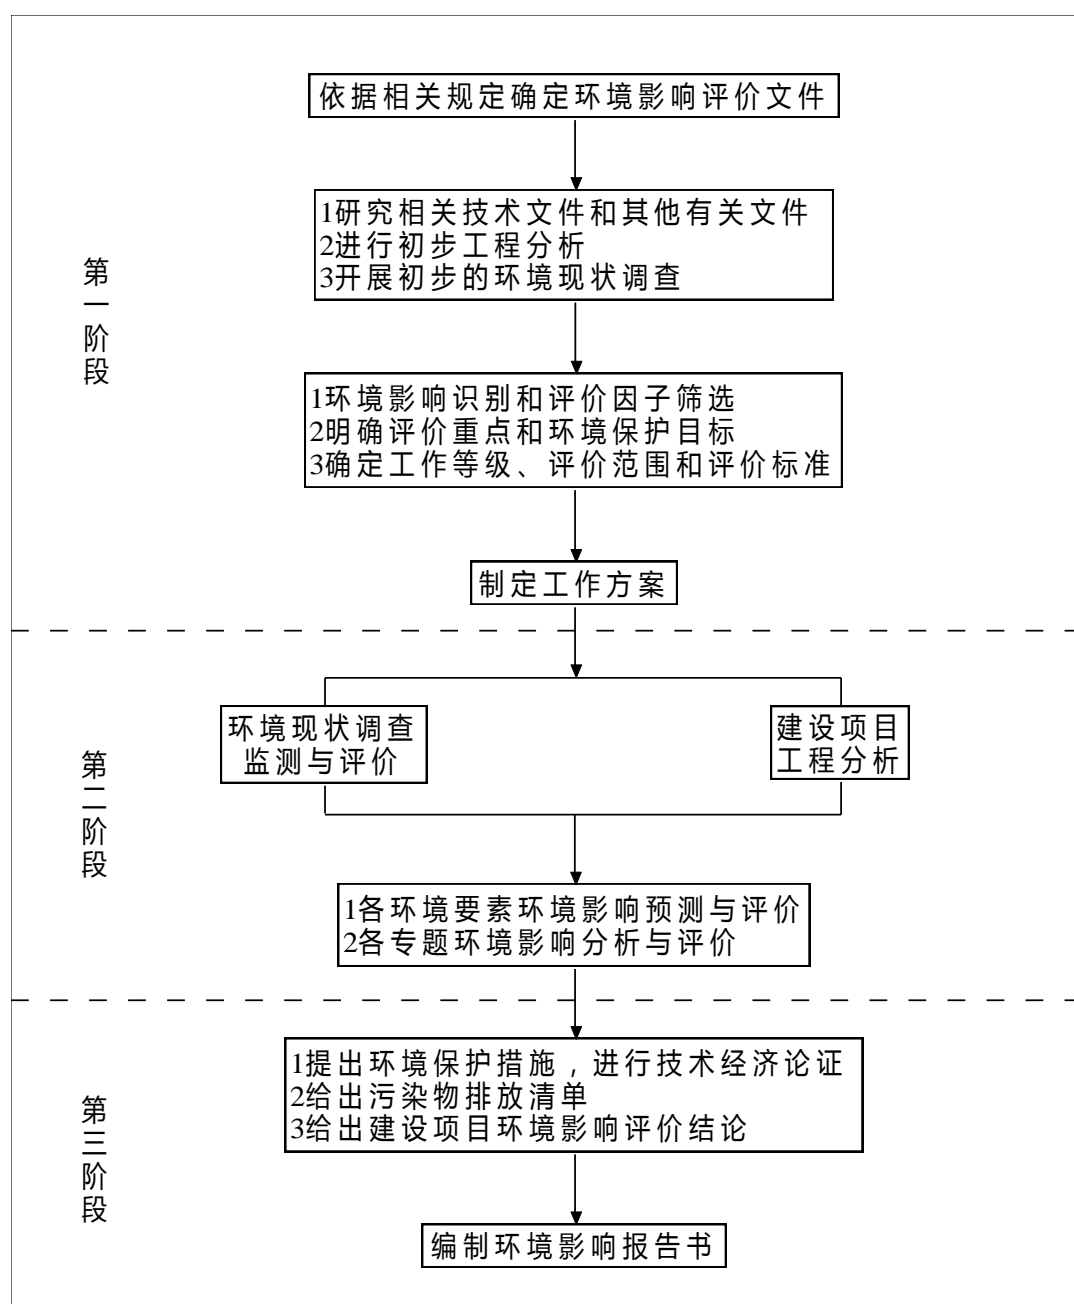 依据相关规定确定环境影响评价文件
1研究相关技术文件和其他有关文件
2进行初步工程分析
3开展初步的环境现状调查
第一阶段
1环境影响识别和评价因子筛选
2明确评价重点和环境保护目标
3确定工作等级、评价范围和评价标准
制定工作方案
环境现状调查
监测与评价
建设项目
工程分析
第二阶段
1各环境要素环境影响预测与评价
2各专题环境影响分析与评价
1提出环境保护措施，进行技术经济论证
2给出污染物排放清单
3给出建设项目环境影响评价结论
第三阶段
编制环境影响报告书